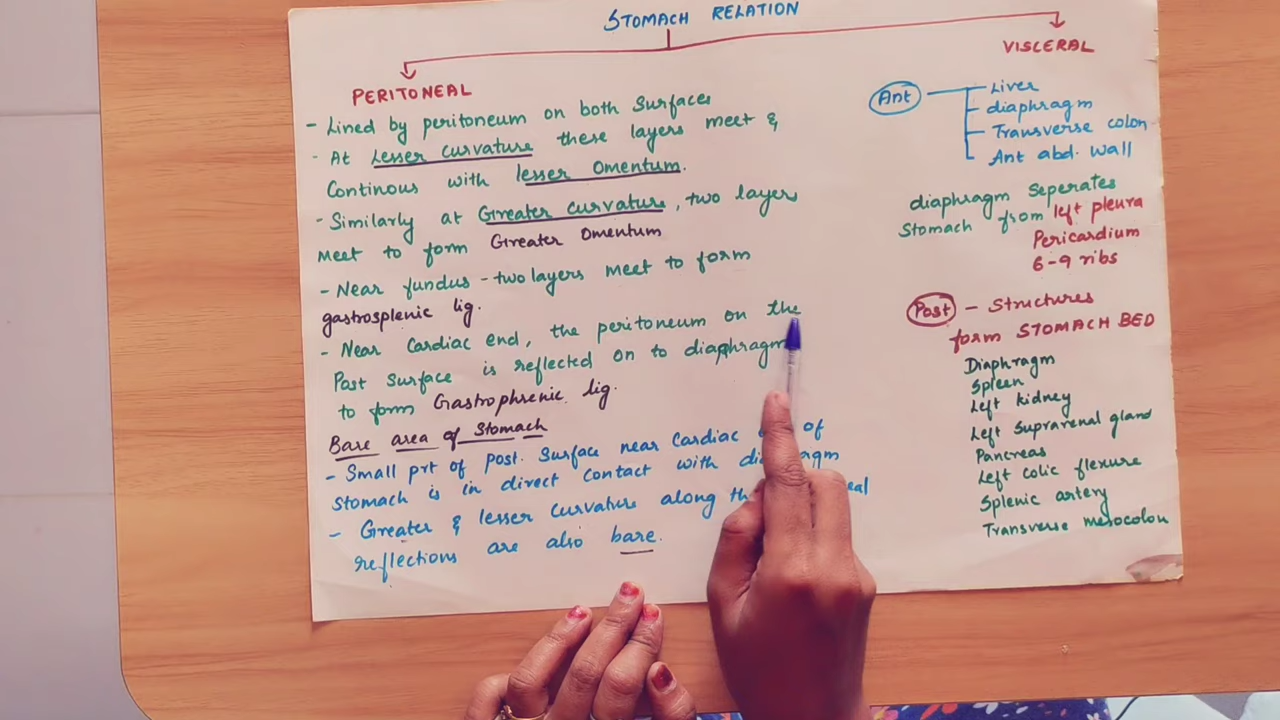 STOMACH RELATION
PERITONEAL
- Lined by peritoneum on both surfaces
- At Lesser curvature these layers meet &
Continous with lesser Omentum.
- Similarly at Greater curvature, two layers
meet to form Greater Omentum
- Near fundus - two layers meet to form
gastrosplenic lig.
- Near Cardiac end, the peritoneum on the
Post Surface is reflected on to diaphragm
to form Gastrophrenic lig.
Bare area of Stomach
- Small prt of post. Surface near Cardiac of
Stomach is in direct contact with diaphragm
- Greater & lesser curvature along
reflections are also bare.
VISCERAL
Ant
Liver
diaphragm
Transverse colon
Ant abd. wall
diaphragm seperates
Stomach from left pleura
Pericardium
6-9 ribs
Post - Structures
form STOMACH BED
Diaphragm
Spleen
Left kidney
Left Suprarenal gland
Pancreas
Left colic flexure
Splenic artery
Transverse mesocolon